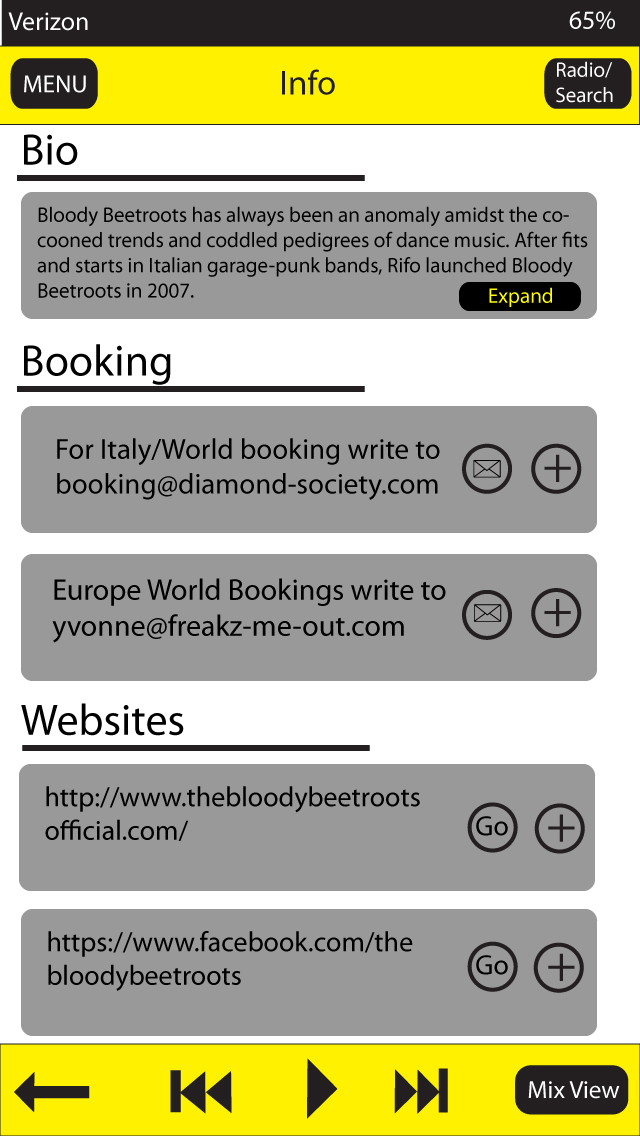 Verizon 65%
MENU Info Radio/
Search
Bio
Bloody Beetroots has always been an anomaly amidst the co-
cooned trends and coddled pedigrees of dance music. After fits
and starts in Italian garage-punk bands, Rifo launched Bloody
Beetroots in 2007.
Expand
Booking
For Italy/World booking write to
booking@diamond-society.com
Europe World Bookings write to
yvonne@freakz-me-out.com
Websites
http://www.thebloodybeetroots
official.com/
Go
https://www.facebook.com/the
bloodybeetroots
Go
Mix View